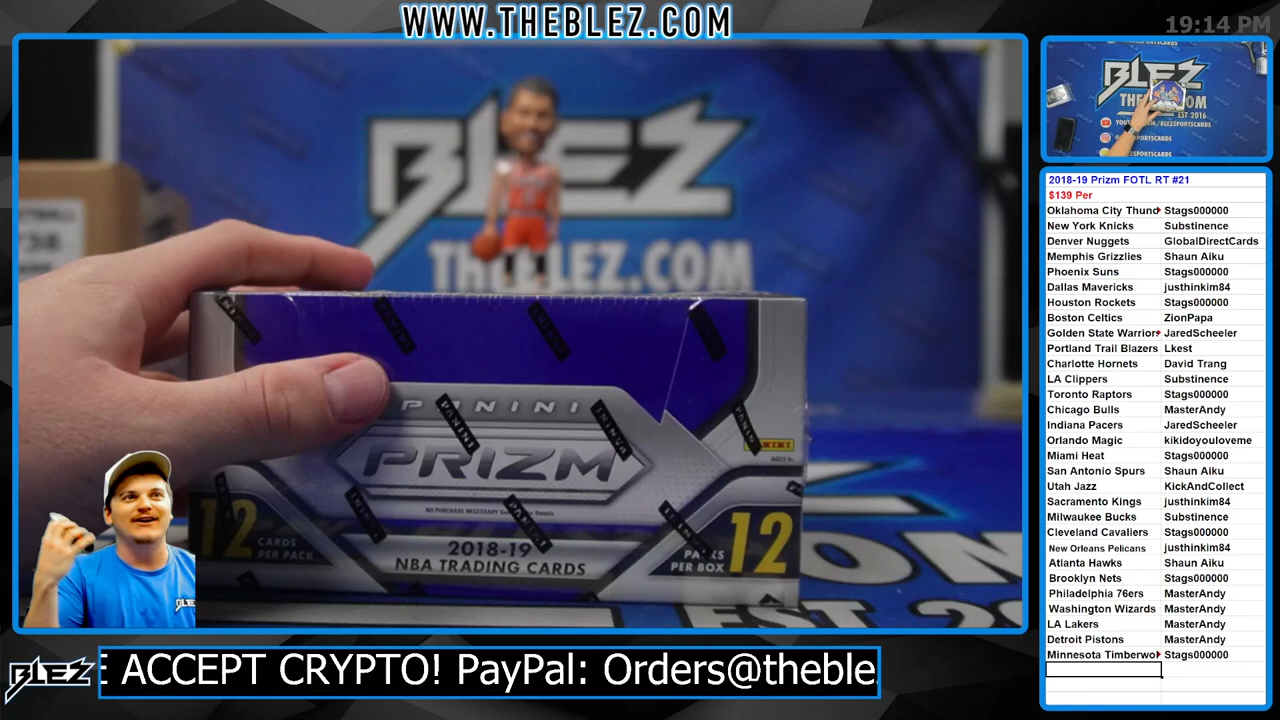 WWW.THEBLEZ.COM
19:14 PM
BLEZ
THEBLEZ.COM
PANINI
PRIZM
12 CARDS PER PACK
2018-19
NBA TRADING CARDS
PACKS PER BOX 12
BLEZ
EST 2016
2018-19 Prizm FOTL RT #21
$139 Per
Oklahoma City Thund Stags000000
New York Knicks Substinence
Denver Nuggets GlobalDirectCards
Memphis Grizzlies Shaun Aiku
Phoenix Suns Stags000000
Dallas Mavericks justhinkim84
Houston Rockets Stags000000
Boston Celtics ZionPapa
Golden State Warrior JaredScheeler
Portland Trail Blazers Lkest
Charlotte Hornets David Trang
LA Clippers Substinence
Toronto Raptors Stags000000
Chicago Bulls MasterAndy
Indiana Pacers JaredScheeler
Orlando Magic kikidoyouloveme
Miami Heat Stags000000
San Antonio Spurs Shaun Aiku
Utah Jazz KickAndCollect
Sacramento Kings justhinkim84
Milwaukee Bucks Substinence
Cleveland Cavaliers Stags000000
New Orleans Pelicans justhinkim84
Atlanta Hawks Shaun Aiku
Brooklyn Nets Stags000000
Philadelphia 76ers MasterAndy
Washington Wizards MasterAndy
LA Lakers MasterAndy
Detroit Pistons MasterAndy
Minnesota Timberwo Stags000000
BLEZ
E ACCEPT CRYPTO! PayPal: Orders@theble